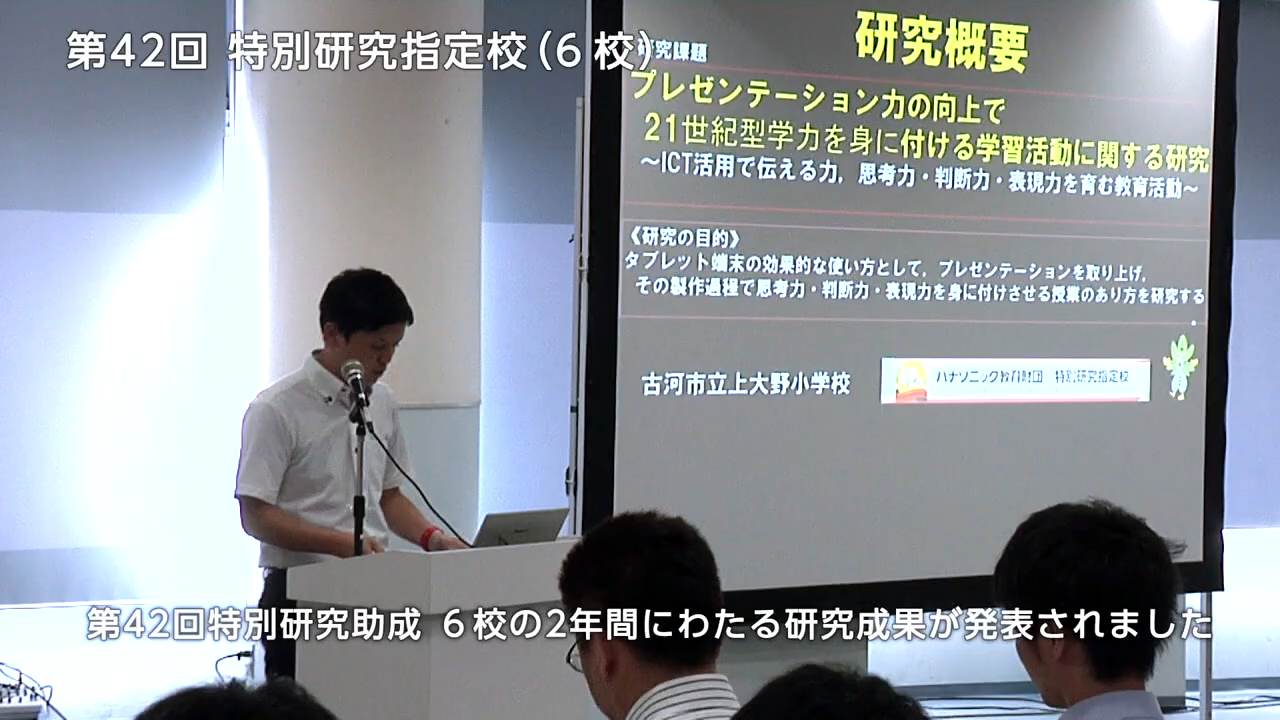 第42回 特別研究指定校(6 校)
研究概要
研究課題
プレゼンテーション力の向上で
21世紀型学力を身に付ける学習活動に関する研究
～ICT活用で伝える力，思考力・判断力・表現力を育む教育活動～
《研究の目的》
タブレット端末の効果的な使い方として，プレゼンテーションを取り上げ，
その製作過程で思考力・判断力・表現力を身に付けさせる授業のあり方を研究する
。
古河市立上大野小学校
パナソニック教育財団 特別研究指定校
第42回特別研究助成 6校の2年間にわたる研究成果が発表されました